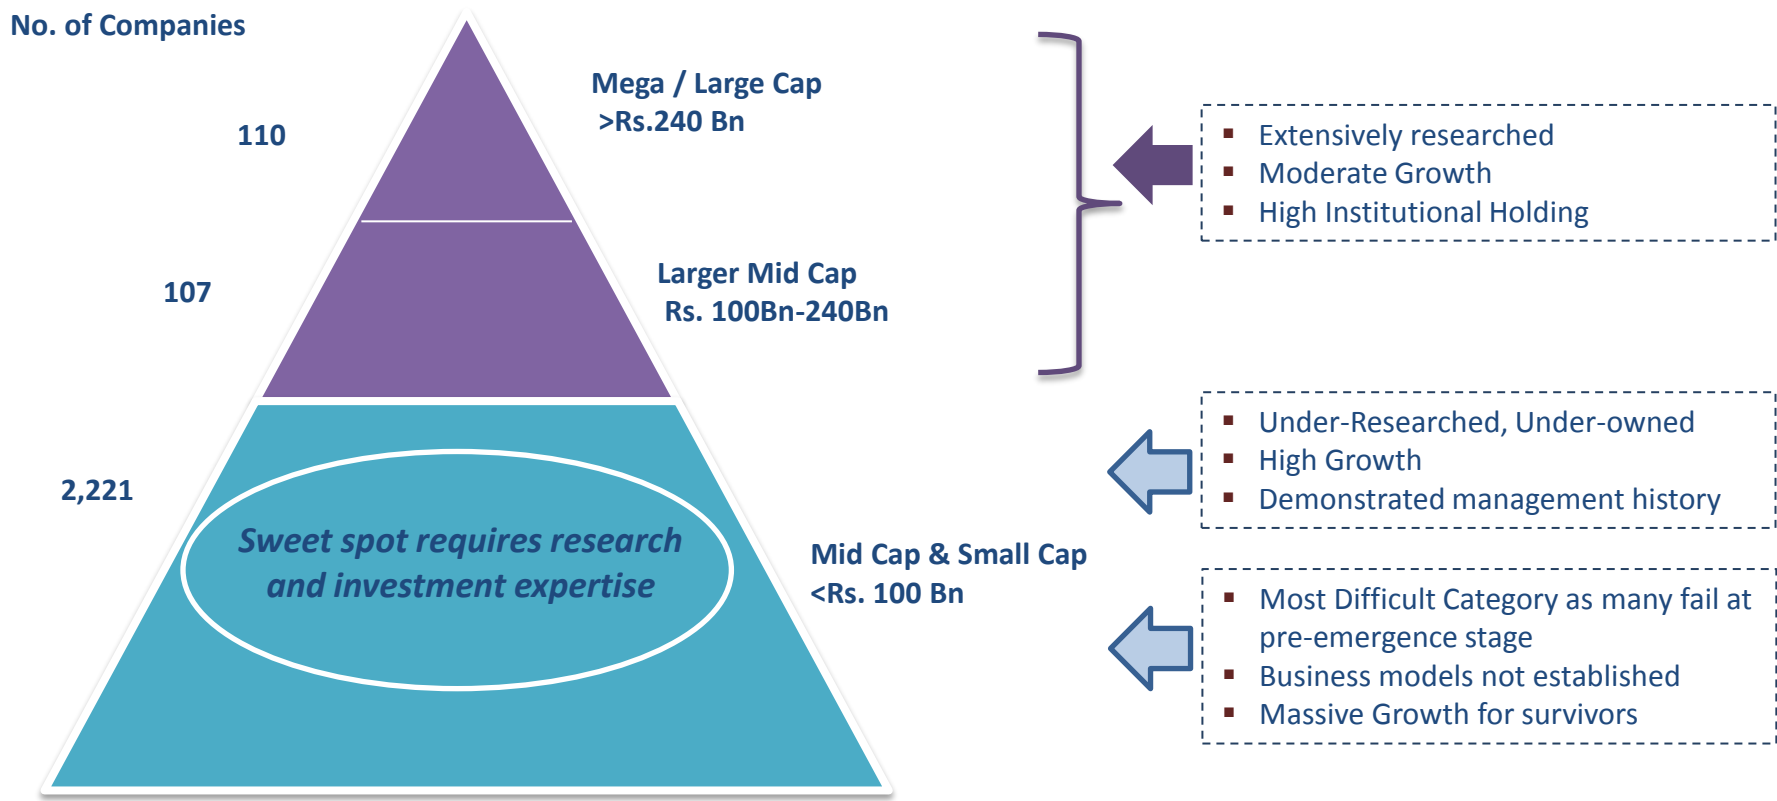 No. of Companies
110
Mega / Large Cap
>Rs.240 Bn
107
Larger Mid Cap
Rs. 100Bn-240Bn
2,221
Sweet spot requires research
and investment expertise
Mid Cap & Small Cap
<Rs. 100 Bn
▪ Extensively researched
▪ Moderate Growth
▪ High Institutional Holding
▪ Under-Researched, Under-owned
▪ High Growth
▪ Demonstrated management history
▪ Most Difficult Category as many fail at
pre-emergence stage
▪ Business models not established
▪ Massive Growth for survivors